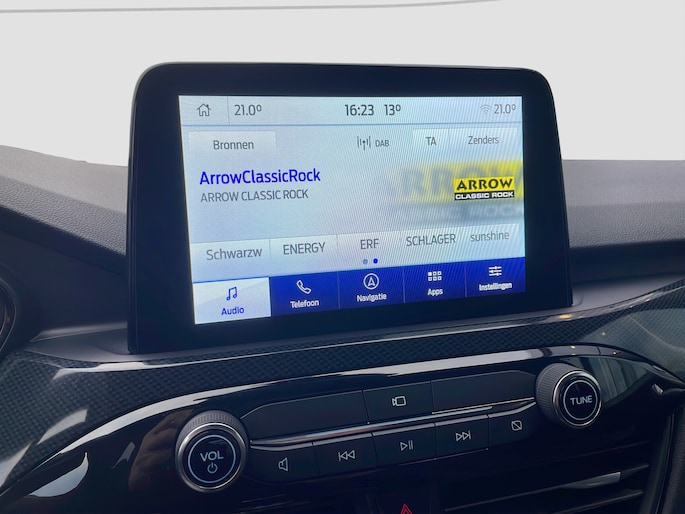 21.0° 16:23 13° 21.0°
Bronnen DAB TA Zenders
ArrowClassicRock
ARROW CLASSIC ROCK
ARROW
CLASSIC ROCK
Schwarzw ENERGY ERF SCHLAGER sunshine
Audio Telefoon Navigatie Apps Instellingen
VOL TUNE